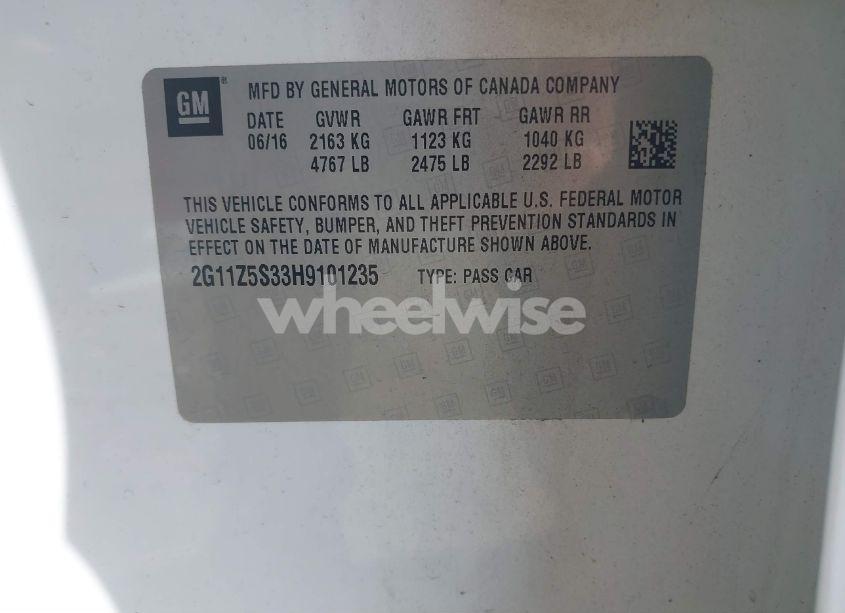 GM
MFD BY GENERAL MOTORS OF CANADA COMPANY
DATE GVWR GAWR FRT GAWR RR
06/16 2163 KG 1123 KG 1040 KG
4767 LB 2475 LB 2292 LB
THIS VEHICLE CONFORMS TO ALL APPLICABLE U.S. FEDERAL MOTOR
VEHICLE SAFETY, BUMPER, AND THEFT PREVENTION STANDARDS IN
EFFECT ON THE DATE OF MANUFACTURE SHOWN ABOVE.
2G11Z5S33H9101235 TYPE: PASS CAR
wheelwise